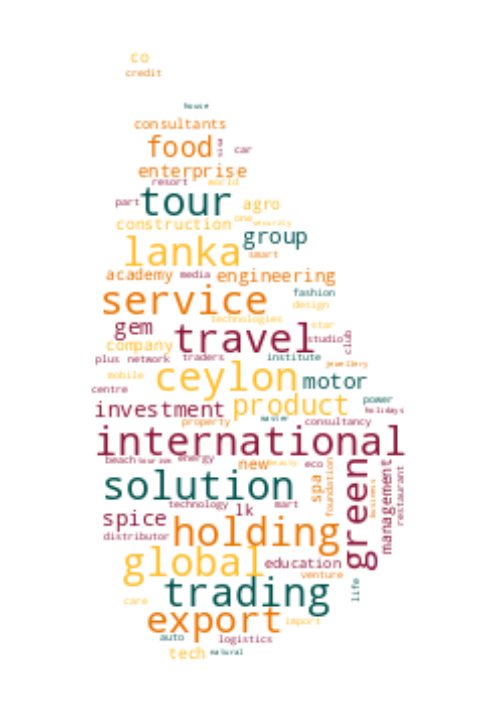 co
credit
house
consultants
food
car
enterprise
resort world
part tour agro
construction one security
lanka group
smart
academy media engineering
service fashion
design
technologies
gem travel star
studio club
company
plus network traders institute
jewellery
mobile ceylon motor
centre power
investment product holidays
master
property consultancy
international
beach tourism energy
new beauty eco
solution spa foundation green business management restaurant
technology lk mart
spice holding
distributor
global education
venture
trading life
care
export import
auto logistics
tech natural